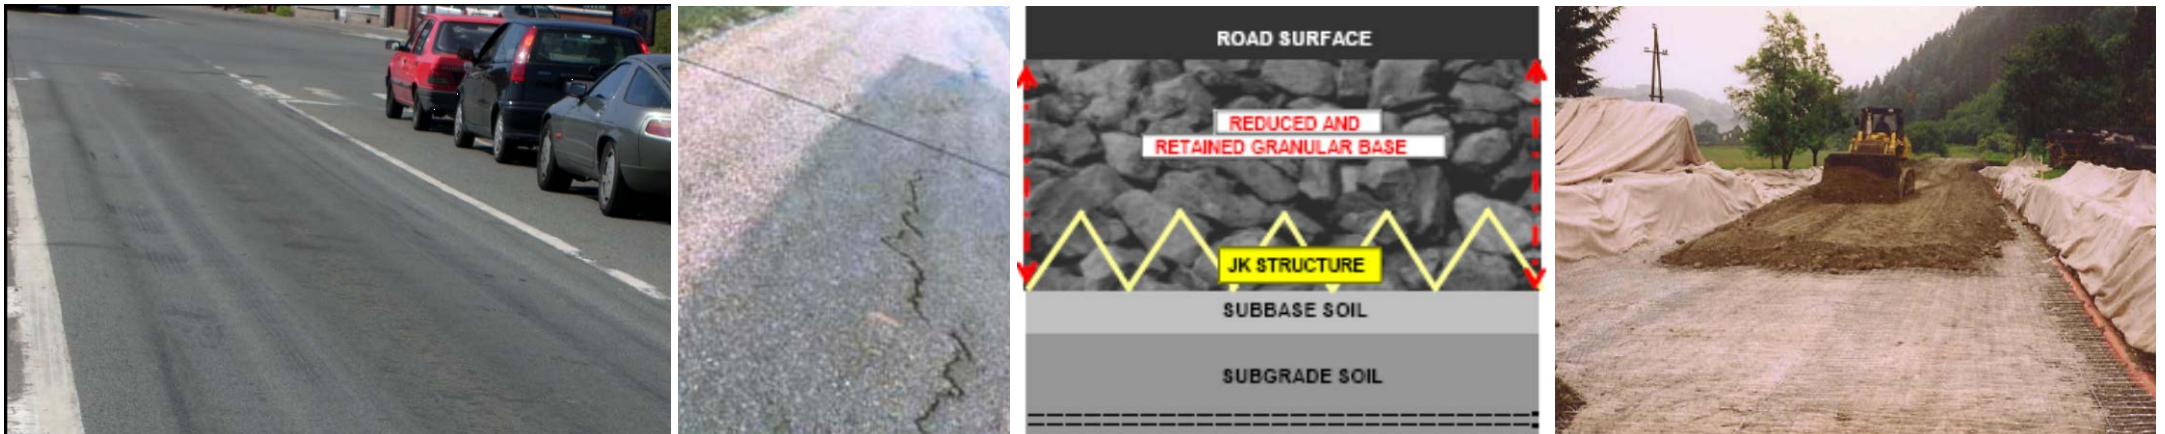 ROAD SURFACE
REDUCED AND
RETAINED GRANULAR BASE
JK STRUCTURE
SUBBASE SOIL
SUBGRADE SOIL